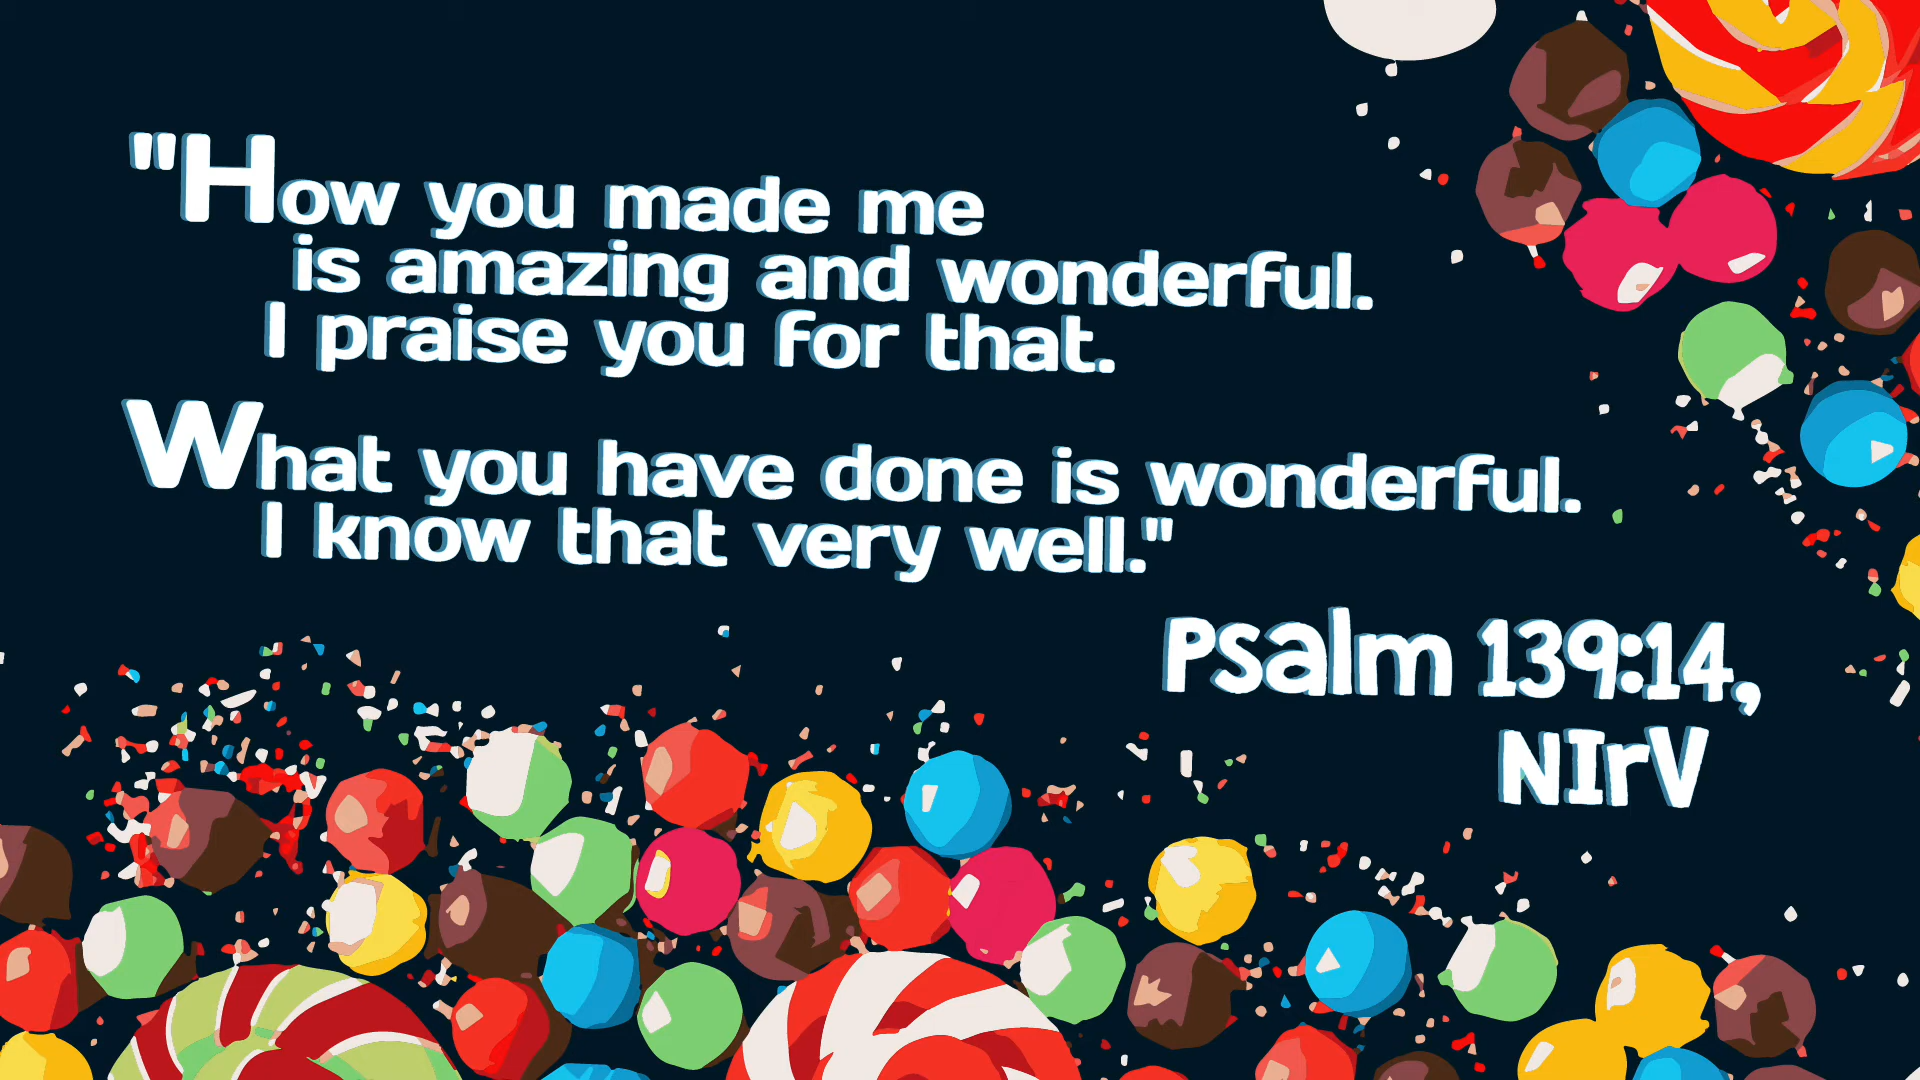 "How you made me
is amazing and wonderful.
I praise you for that.
What you have done is wonderful.
I know that very well."
Psalm 139:14,
NIrV